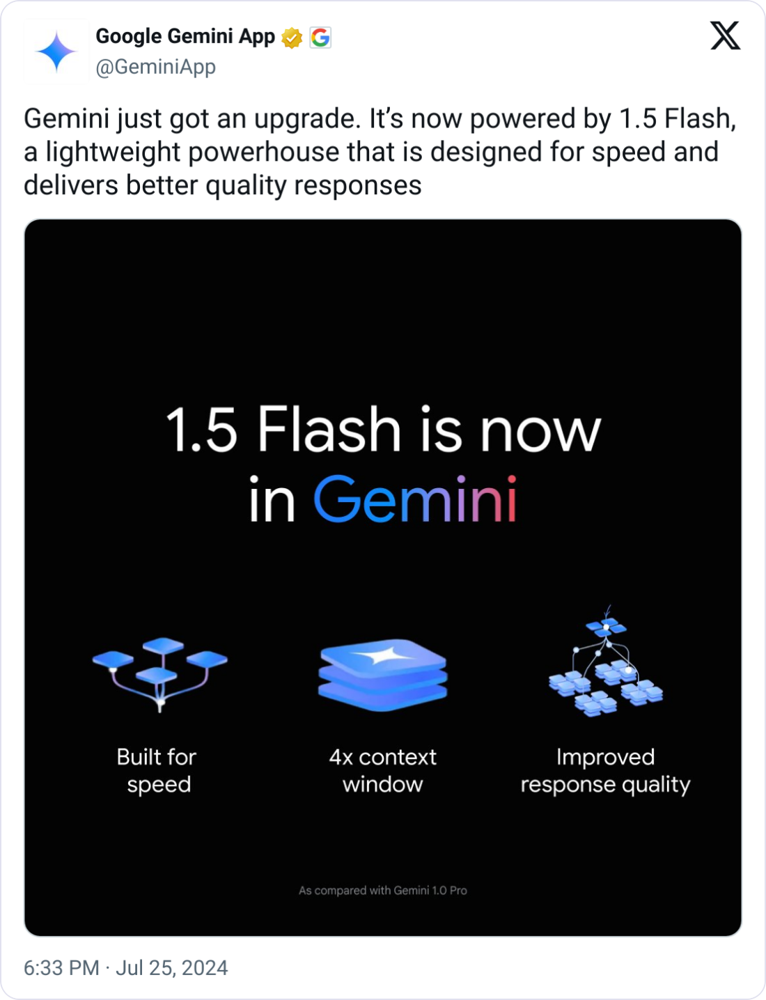 Google Gemini App
@GeminiApp
Gemini just got an upgrade. It’s now powered by 1.5 Flash,
a lightweight powerhouse that is designed for speed and
delivers better quality responses
1.5 Flash is now
in Gemini
Built for
speed
4x context
window
Improved
response quality
As compared with Gemini 1.0 Pro
6:33 PM · Jul 25, 2024